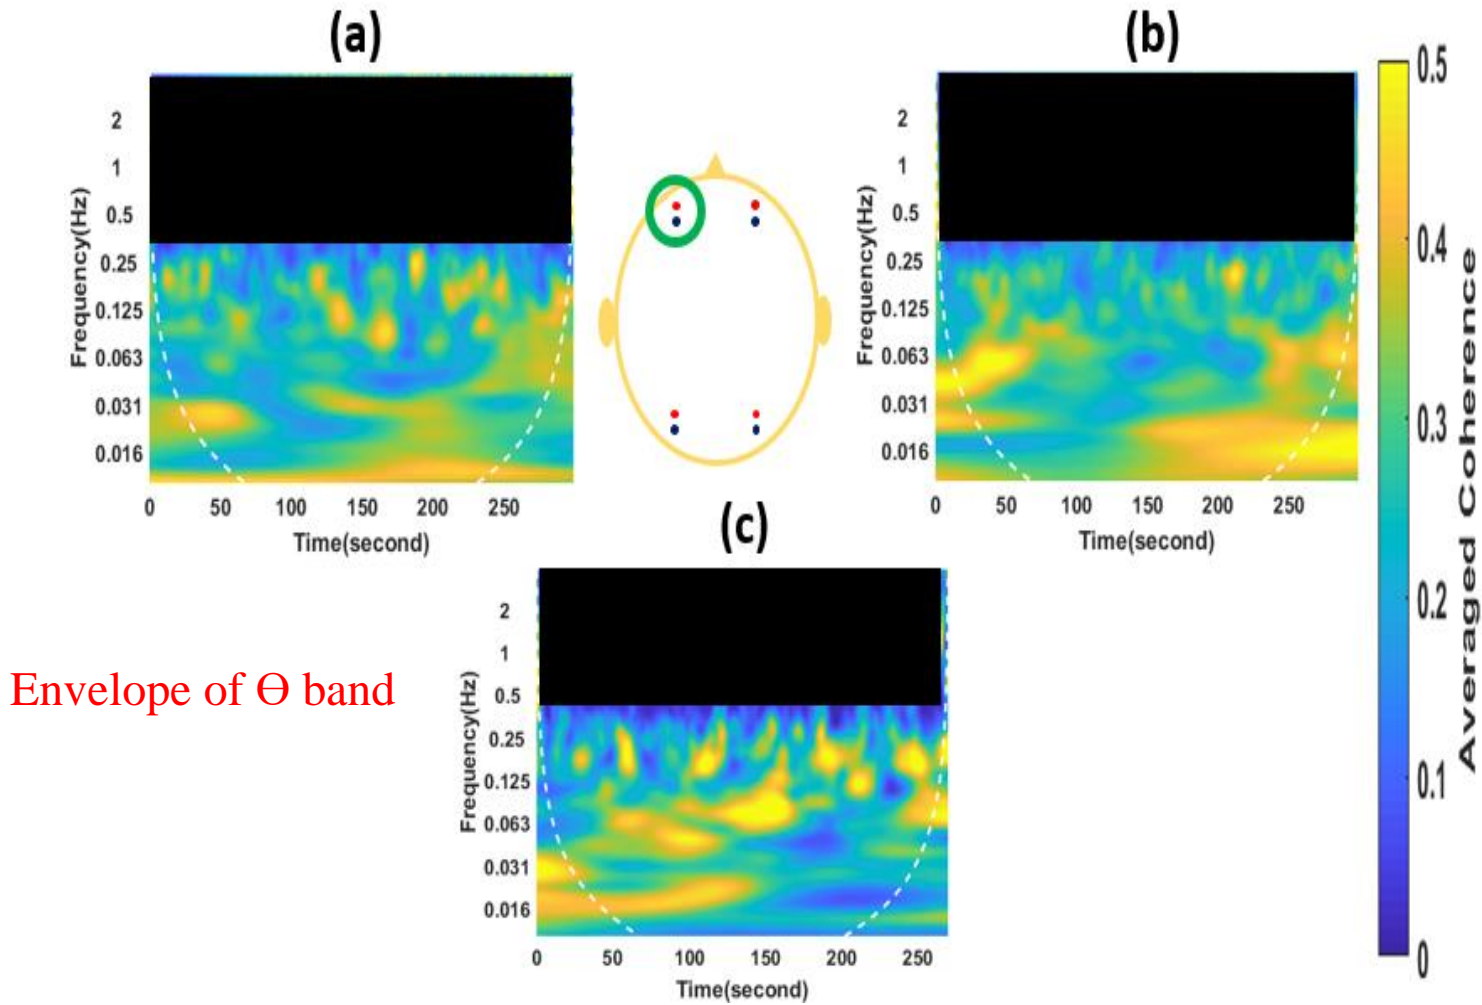 (a)
(b)
Frequency(Hz)
2
1
0.5
0.25
0.125
0.063
0.031
0.016
0 50 100 150 200 250
Time(second)
Frequency(Hz)
2
1
0.5
0.25
0.125
0.063
0.031
0.016
0 50 100 150 200 250
Time(second)
0.5
0.4
0.3
0.2
0.1
0
Averaged Coherence
(c)
Envelope of Ө band
Frequency(Hz)
2
1
0.5
0.25
0.125
0.063
0.031
0.016
0 50 100 150 200 250
Time(second)